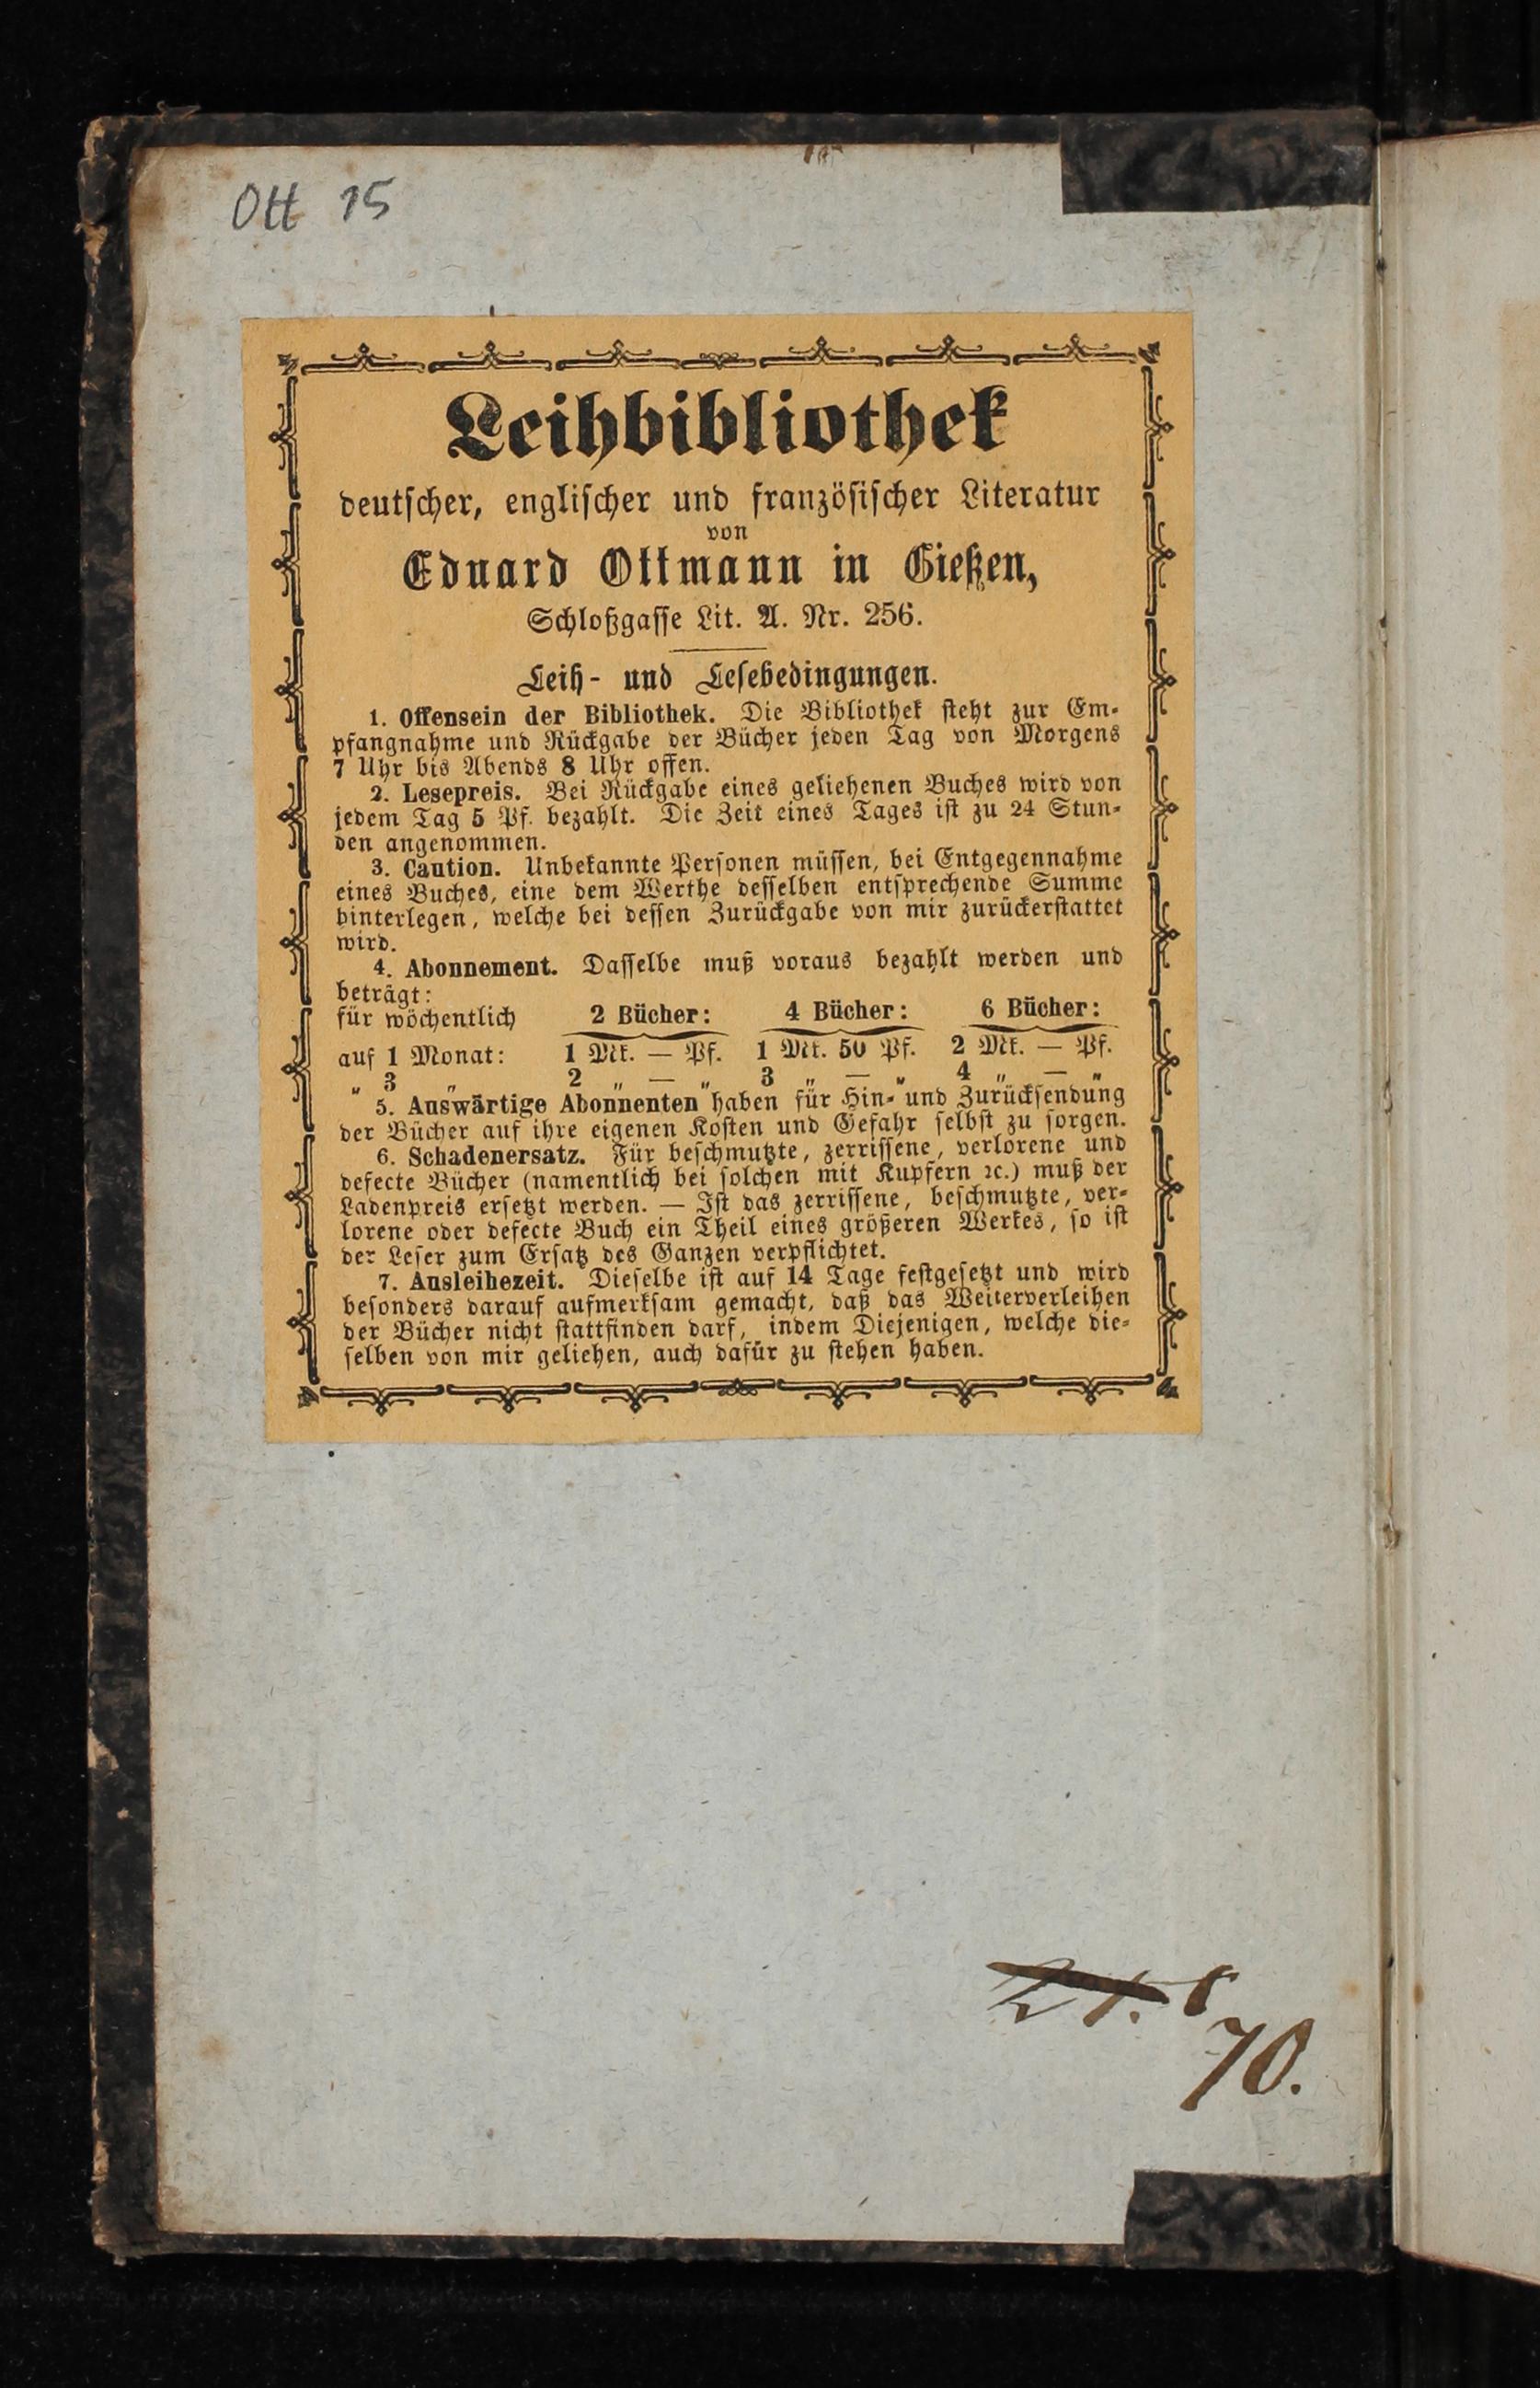 Ott 15
Leihbibliothek
deutscher, englischer und französischer Literatur
von
Eduard Ottmann in Gießen,
Schloßgasse Lit. A. Nr. 256.
Leih- und Lesebedingungen.
1. Offensein der Bibliothek. Die Bibliothek steht zur Em-
pfangnahme und Rückgabe der Bücher jeden Tag von Morgens
7 Uhr bis Abends 8 Uhr offen.
2. Lesepreis. Bei Rückgabe eines geliehenen Buches wird von
jedem Tag 5 Pf. bezahlt. Die Zeit eines Tages ist zu 24 Stun-
den angenommen.
3. Caution. Unbekannte Personen müssen, bei Entgegennahme
eines Buches, eine dem Werthe desselben entsprechende Summe
hinterlegen, welche bei dessen Zurückgabe von mir zurückerstattet
wird.
4. Abonnement. Dasselbe muß voraus bezahlt werden und
beträgt:
für wöchentlich 2 Bücher: 4 Bücher: 6 Bücher:
auf 1 Monat: 1 Mk. — Pf. 1 Mk. 50 Pf. 2 Mk. — Pf.
„ 3 „ 2 „ — „ 3 „ — „ 4 „ — „
5. Auswärtige Abonnenten haben für Hin- und Zurücksendung
der Bücher auf ihre eigenen Kosten und Gefahr selbst zu sorgen.
6. Schadenersatz. Für beschmutzte, zerrissene, verlorene und
defecte Bücher (namentlich bei solchen mit Kupfern ꝛc.) muß der
Ladenpreis ersetzt werden. — Ist das zerrissene, beschmutzte, ver-
lorene oder defecte Buch ein Theil eines größeren Werkes, so ist
der Leser zum Ersatz des Ganzen verpflichtet.
7. Ausleihezeit. Dieselbe ist auf 14 Tage festgesetzt und wird
besonders darauf aufmerksam gemacht, daß das Weiterverleihen
der Bücher nicht stattfinden darf, indem Diejenigen, welche die-
selben von mir geliehen, auch dafür zu stehen haben.
70.